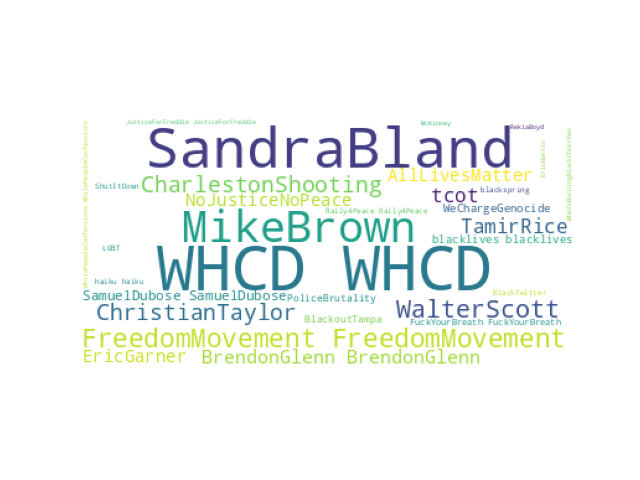 JusticeForFreddie JusticeForFreddie
McKinney
RekiaBoyd
SandraBland
WhitePeopleConfessions WhitePeopleConfessions
EricHarris
WhoIsBurningBlackChurches
AllLivesMatter
CharlestonShooting
ShutItDown
tcot
blackspring
NoJusticeNoPeace
Rally4Peace Rally4Peace
WeChargeGenocide
MikeBrown
TamirRice
blacklives blacklives
LGBT
WHCD WHCD
haiku haiku
SamuelDubose SamuelDubose
PoliceBrutality
BlackTwitter
ChristianTaylor
WalterScott
BlackoutTampa
FuckYourBreath FuckYourBreath
FreedomMovement FreedomMovement
EricGarner
BrendonGlenn BrendonGlenn